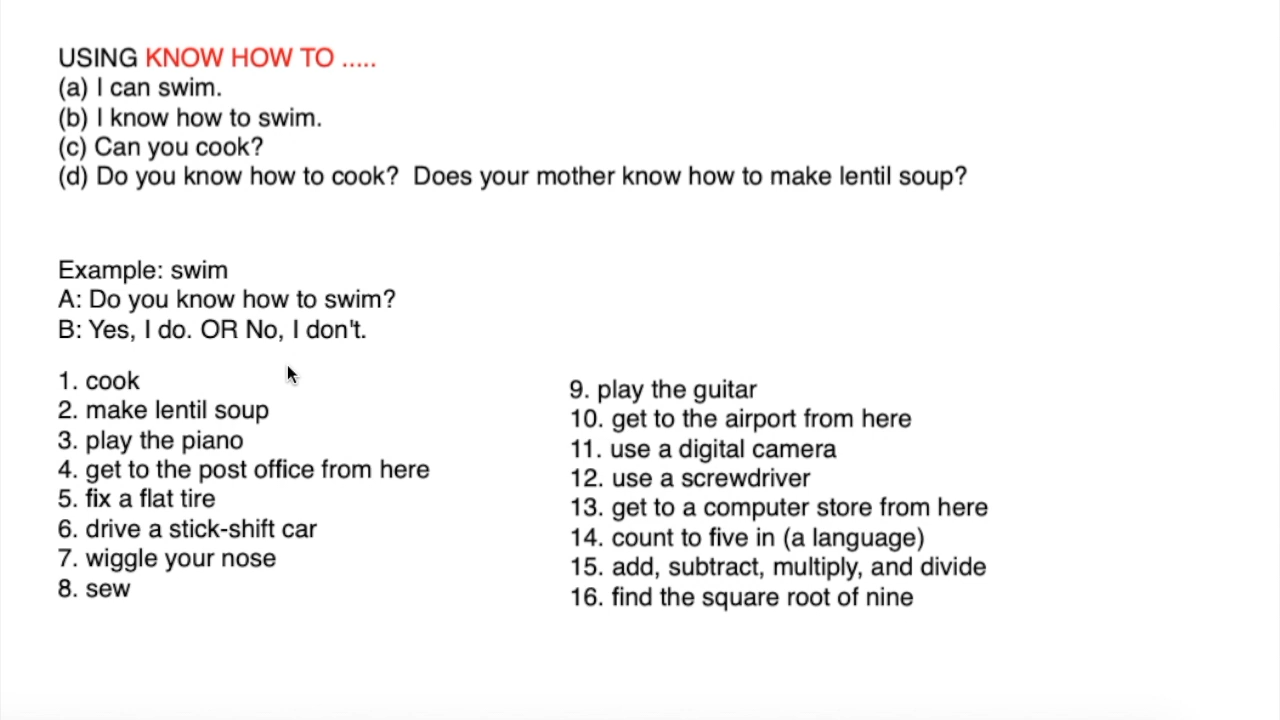 USING KNOW HOW TO .....
(a) I can swim.
(b) I know how to swim.
(c) Can you cook?
(d) Do you know how to cook?  Does your mother know how to make lentil soup?
Example: swim
A: Do you know how to swim?
B: Yes, I do. OR No, I don't.
1. cook
2. make lentil soup
3. play the piano
4. get to the post office from here
5. fix a flat tire
6. drive a stick-shift car
7. wiggle your nose
8. sew
9. play the guitar
10. get to the airport from here
11. use a digital camera
12. use a screwdriver
13. get to a computer store from here
14. count to five in (a language)
15. add, subtract, multiply, and divide
16. find the square root of nine